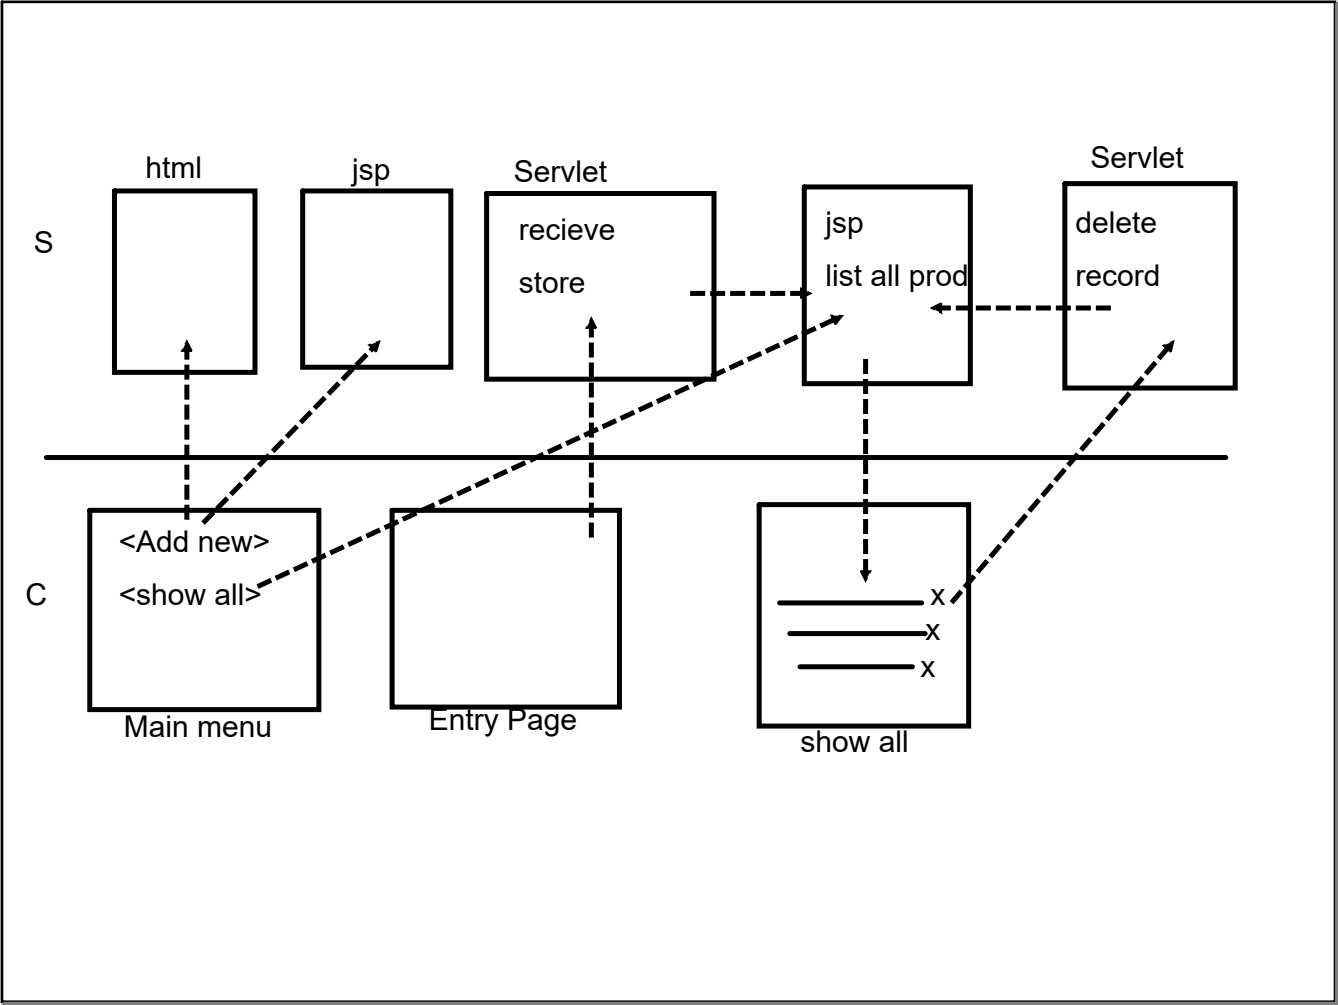 html
jsp
Servlet
Servlet
S
recieve
store
jsp
list all prod
delete
record
C
<Add new>
<show all>
x
x
x
Main menu
Entry Page
show all